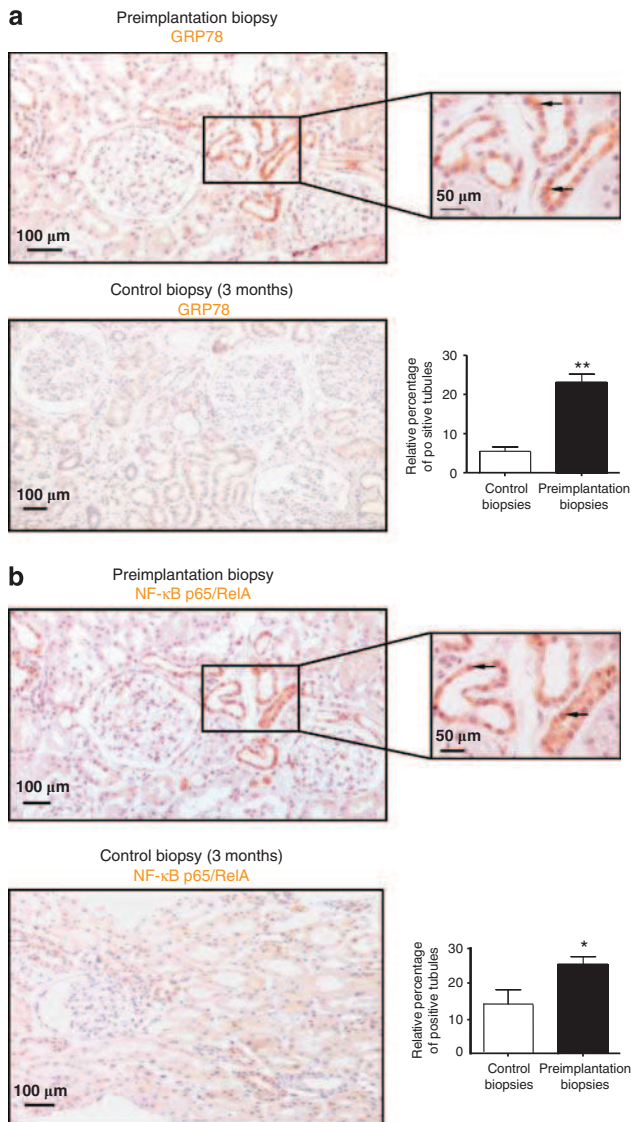 a
Preimplantation biopsy
GRP78
100 µm
50 µm
Control biopsy (3 months)
GRP78
100 µm
Relative percentage
of po sitive tubules
30
20
10
0
**
Control
biopsies
Preimplantation
biopsies
b
Preimplantation biopsy
NF-κB p65/RelA
100 µm
50 µm
Control biopsy (3 months)
NF-κB p65/RelA
100 µm
Relative percentage
of positive tubules
30
20
10
0
*
Control
biopsies
Preimplantation
biopsies